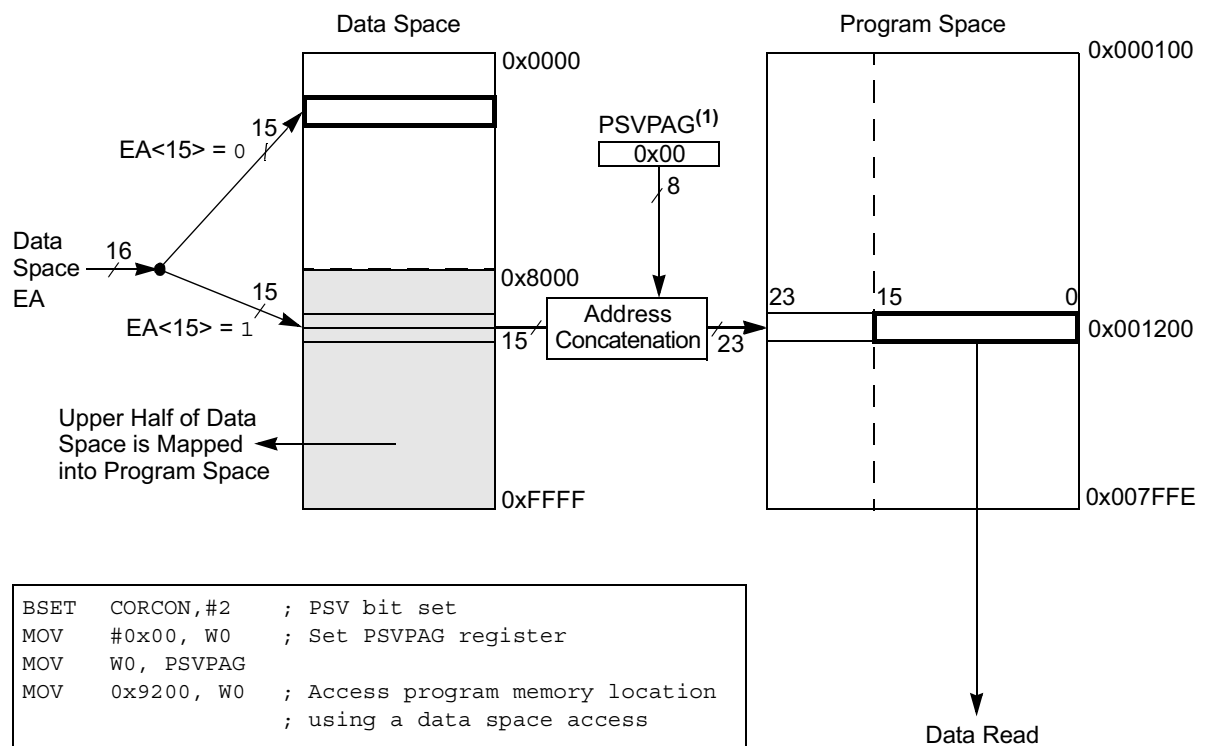 Data Space
Program Space
0x0000
0x000100
15
EA<15> = 0
PSVPAG(1)
0x00
8
Data
Space
EA
16
0x8000
15
EA<15> = 1
15
Address
Concatenation
23
23
15
0
0x001200
Upper Half of Data
Space is Mapped
into Program Space
0xFFFF
0x007FFE
BSET CORCON,#2 ; PSV bit set
MOV #0x00, W0 ; Set PSVPAG register
MOV W0, PSVPAG
MOV 0x9200, W0 ; Access program memory location
; using a data space access
Data Read